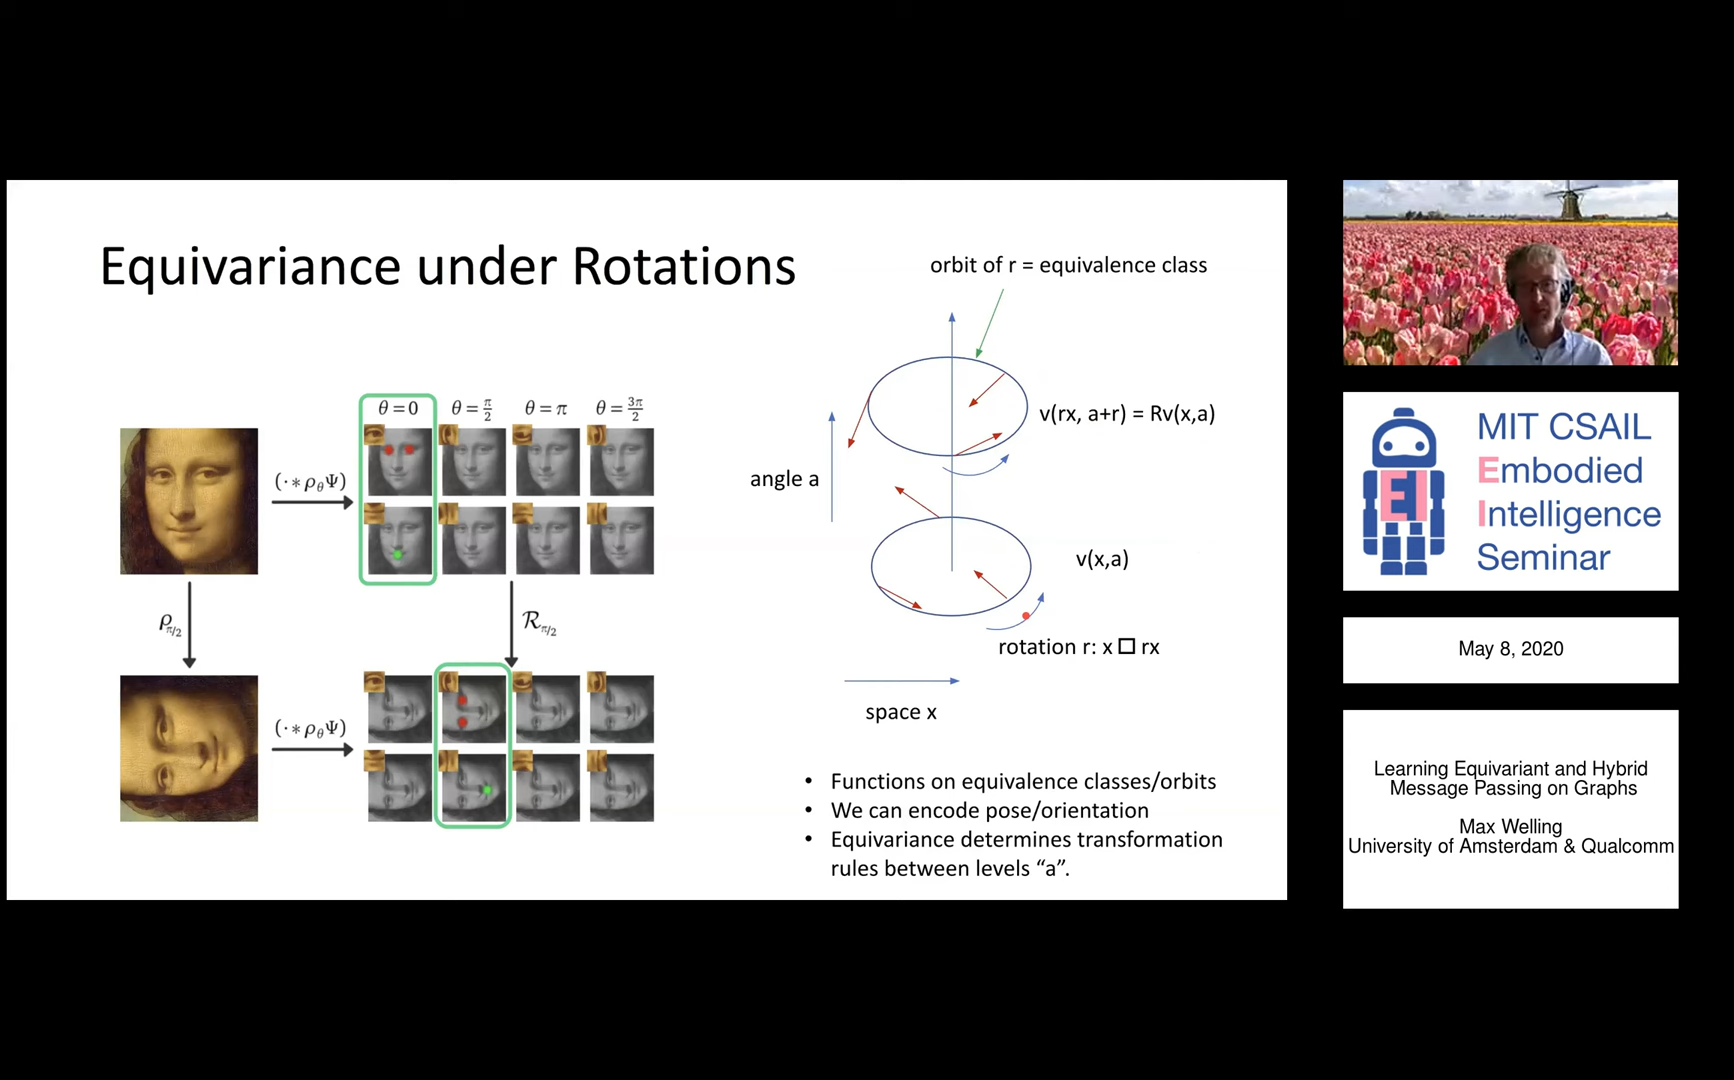 Equivariance under Rotations
θ = 0
θ = π/2
θ = π
θ = 3π/2
(· ∗ ρ_θ Ψ)
ρ_π/2
ℛ_π/2
(· ∗ ρ_θ Ψ)
orbit of r = equivalence class
v(rx, a+r) = Rv(x,a)
angle a
v(x,a)
rotation r: x □ rx
space x
• Functions on equivalence classes/orbits
• We can encode pose/orientation
• Equivariance determines transformation
rules between levels “a”.
MIT CSAIL
Embodied
Intelligence
Seminar
EI
May 8, 2020
Learning Equivariant and Hybrid
Message Passing on Graphs
Max Welling
University of Amsterdam & Qualcomm